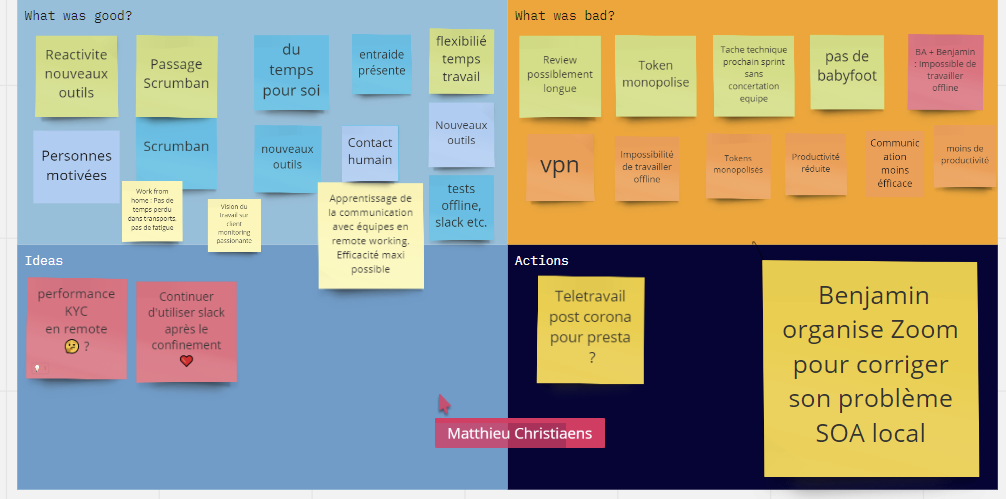 What was good?
Reactivite
nouveaux
outils
Passage
Scrumban
du
temps
pour soi
entraide
présente
flexibilié
temps
travail
Personnes
motivées
Scrumban
nouveaux
outils
Contact
humain
Nouveaux
outils
Work from
home : Pas de
temps perdu
dans transports,
pas de fatigue
Vision du
travail sur
client
monitoring
passionante
Apprentissage de
la communication
avec équipes en
remote working.
Efficacité maxi
possible
tests
offline,
slack etc.
What was bad?
Review
possiblement
longue
Token
monopolise
Tache technique
prochain sprint
sans
concertation
equipe
pas de
babyfoot
BA + Benjamin
: Impossible de
travailler
offline
vpn
Impossibilité
de travailler
offline
Tokens
monopolisés
Productivité
réduite
Communic
ation
moins
éfficace
moins de
productivité
Ideas
performance
KYC
en remote
🤔 ?
Continuer
d'utiliser slack
après le
confinement
❤️
Matthieu Christiaens
Actions
Teletravail
post corona
pour presta
?
Benjamin
organise Zoom
pour corriger
son problème
SOA local